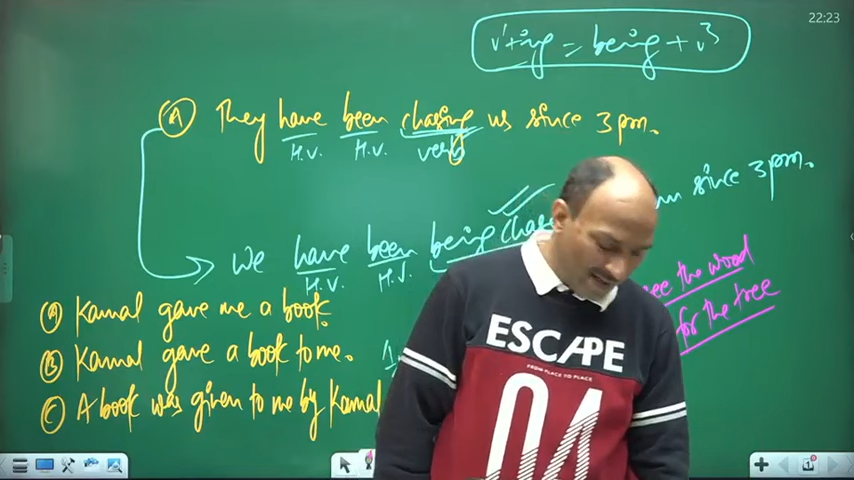 22:23
v¹+ing = being + v³
(A) They have been chasing us since 3 pm.
H.V. H.V. verb
We have been being since 3 pm.
H.V. H.V.
see the wood
for the tree
(A) Kamal gave me a book.
(B) Kamal gave a book to me.
(C) A book was given to me by Kamal
ESCAPE
FROM PLACE TO PLACE
04